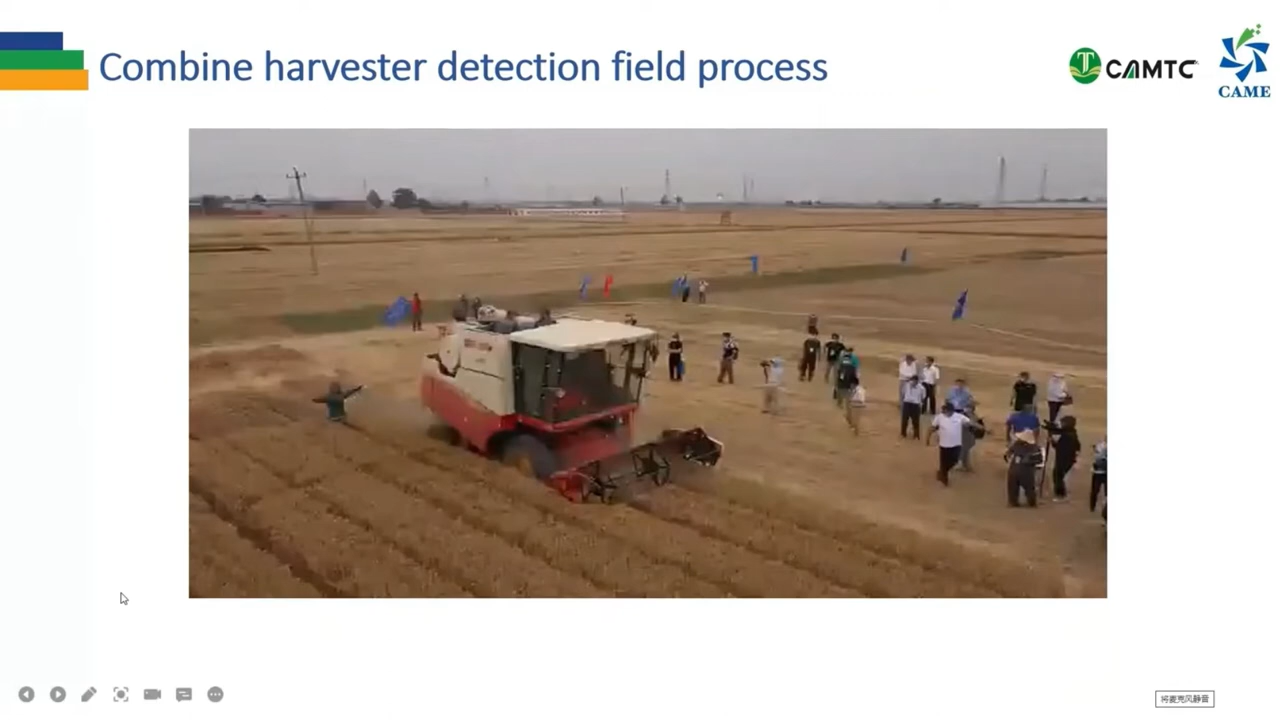 Combine harvester detection field process
CAMTC
CAME
将麦克风静音